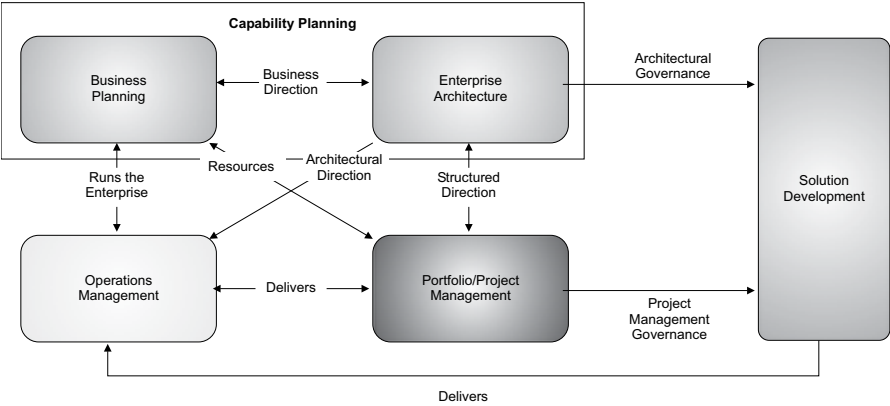 Capability Planning
Business
Planning
Business
Direction
Enterprise
Architecture
Architectural
Governance
Solution
Development
Runs the
Enterprise
Resources
Architectural
Direction
Structured
Direction
Operations
Management
Delivers
Portfolio/Project
Management
Project
Management
Governance
Delivers